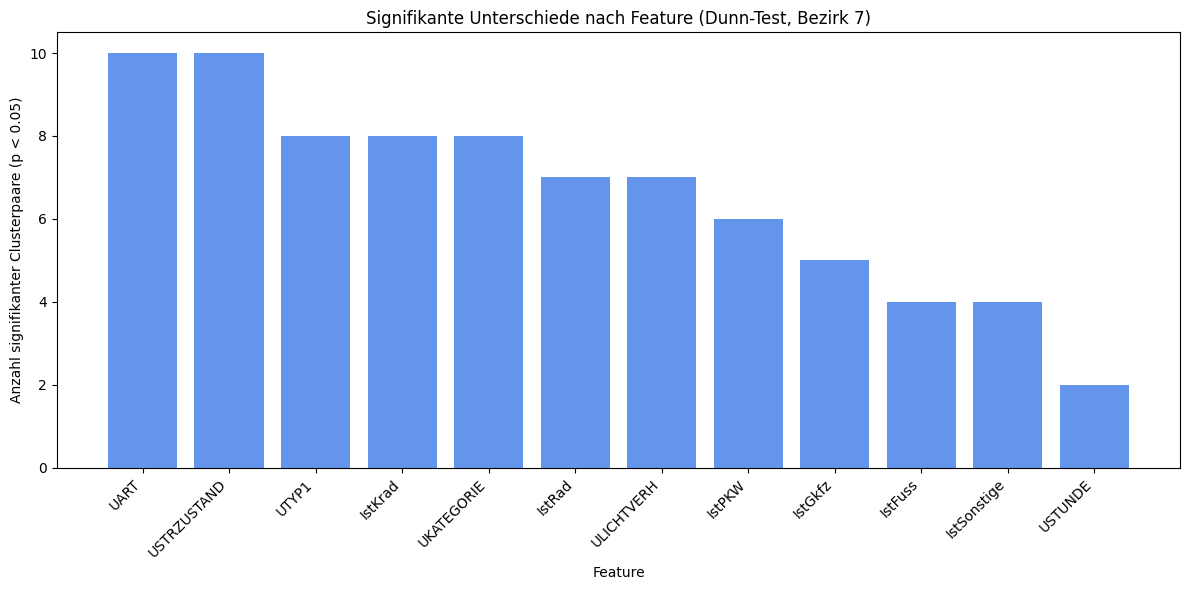 Signifikante Unterschiede nach Feature (Dunn-Test, Bezirk 7)
Anzahl signifikanter Clusterpaare (p < 0.05)
10
8
6
4
2
0
UART
USTRZUSTAND
UTYP1
IstKrad
UKATEGORIE
IstRad
ULICHTVERH
IstPKW
IstGkfz
IstFuss
IstSonstige
USTUNDE
Feature